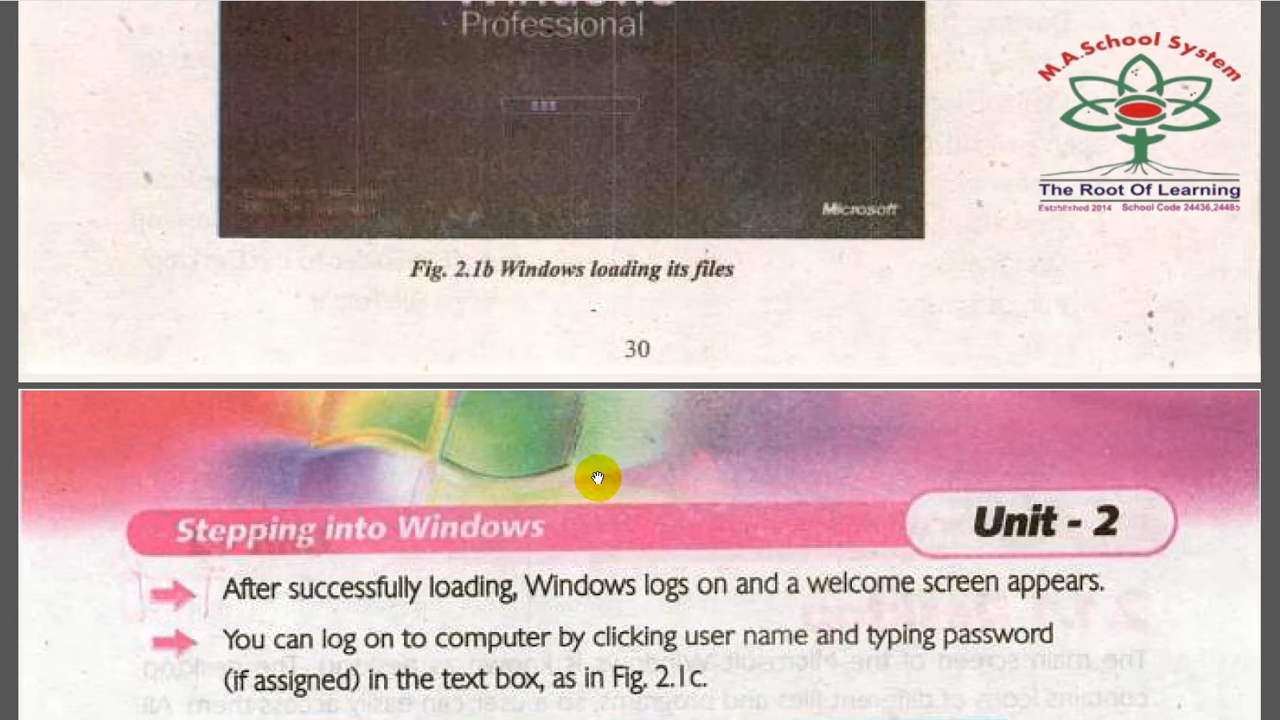 Professional
Microsoft
M.A.School System
The Root Of Learning
Established 2014 School Code 24436,24485
Fig. 2.1b Windows loading its files
30
Stepping into Windows
Unit - 2
After successfully loading, Windows logs on and a welcome screen appears.
You can log on to computer by clicking user name and typing password
(if assigned) in the text box, as in Fig. 2.1c.